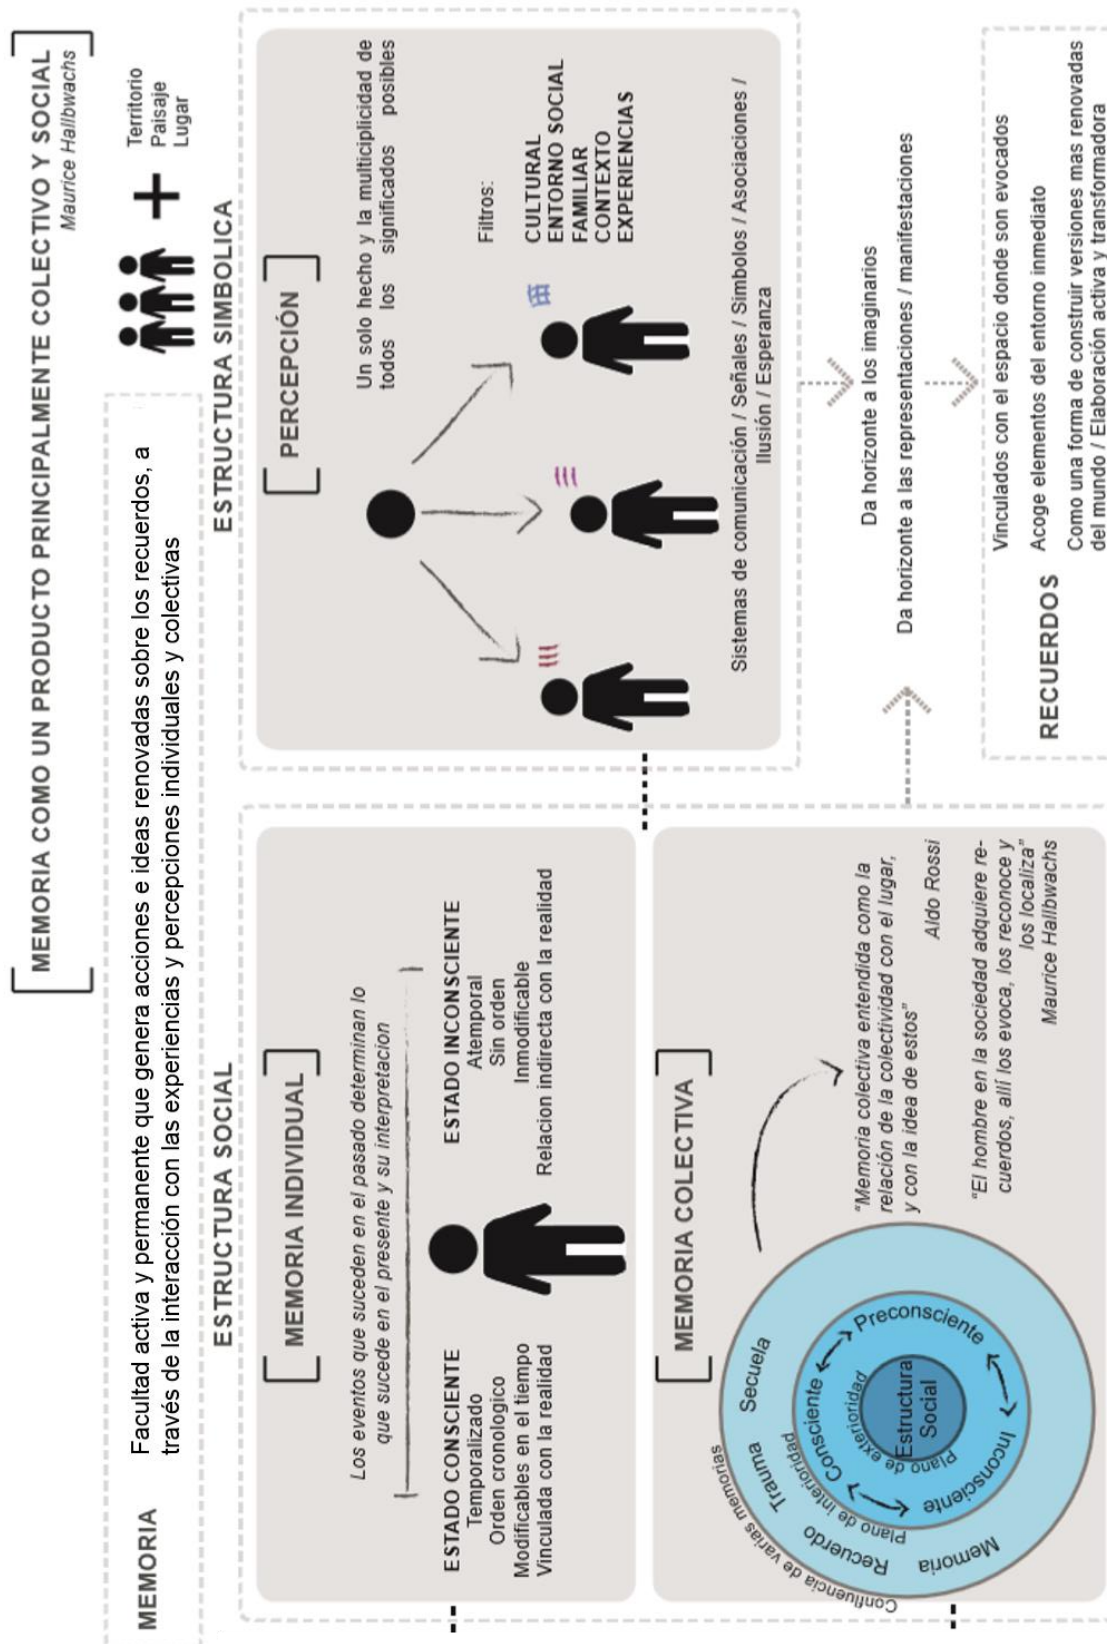 MEMORIA COMO UN PRODUCTO PRINCIPALMENTE COLECTIVO Y SOCIAL
Maurice Hallbwachs
MEMORIA
Facultad activa y permanente que genera acciones e ideas renovadas sobre los recuerdos, a
través de la interacción con las experiencias y percepciones individuales y colectivas
Territorio
Paisaje
Lugar
ESTRUCTURA SOCIAL
MEMORIA INDIVIDUAL
Los eventos que suceden en el pasado determinan lo
que sucede en el presente y su interpretacion
ESTADO CONSCIENTE
Temporalizado
Orden cronologico
Modificables en el tiempo
Vinculada con la realidad
ESTADO INCONSCIENTE
Atemporal
Sin orden
Inmodificable
Relacion indirecta con la realidad
MEMORIA COLECTIVA
Confluencia de varias memorias
Memoria
Recuerdo
Trauma
Secuela
Plano de interioridad
Inconsciente
Consciente
Preconsciente
Plano de exterioridad
Estructura
Social
"Memoria colectiva entendida como la
relación de la colectividad con el lugar,
y con la idea de estos"
Aldo Rossi
"El hombre en la sociedad adquiere re-
cuerdos, allí los evoca, los reconoce y
los localiza"
Maurice Hallbwachs
ESTRUCTURA SIMBOLICA
PERCEPCIÓN
Un solo hecho y la multiciplicidad de
todos los significados posibles
Filtros:
CULTURAL
ENTORNO SOCIAL
FAMILIAR
CONTEXTO
EXPERIENCIAS
Sistemas de comunicación / Señales / Simbolos / Asociaciones /
Ilusión / Esperanza
Da horizonte a los imaginarios
Da horizonte a las representaciones / manifestaciones
RECUERDOS
Vinculados con el espacio donde son evocados
Acoge elementos del entorno inmediato
Como una forma de construir versiones mas renovadas
del mundo / Elaboración activa y transformadora